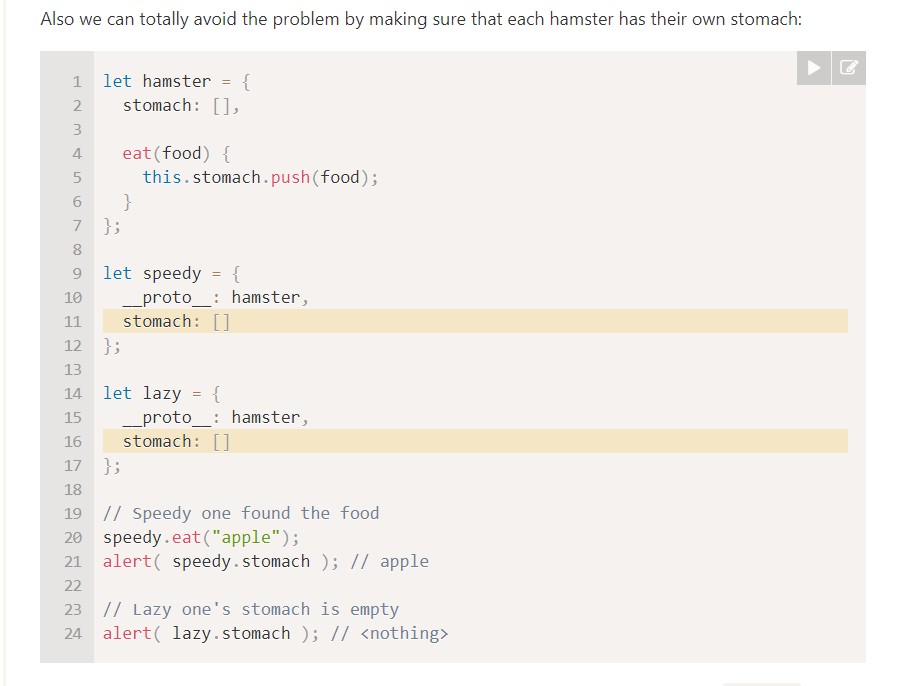 Also we can totally avoid the problem by making sure that each hamster has their own stomach:
1 let hamster = {
2   stomach: [],
3
4   eat(food) {
5     this.stomach.push(food);
6   }
7 };
8
9 let speedy = {
10   __proto__: hamster,
11   stomach: []
12 };
13
14 let lazy = {
15   __proto__: hamster,
16   stomach: []
17 };
18
19 // Speedy one found the food
20 speedy.eat("apple");
21 alert( speedy.stomach ); // apple
22
23 // Lazy one's stomach is empty
24 alert( lazy.stomach ); // <nothing>